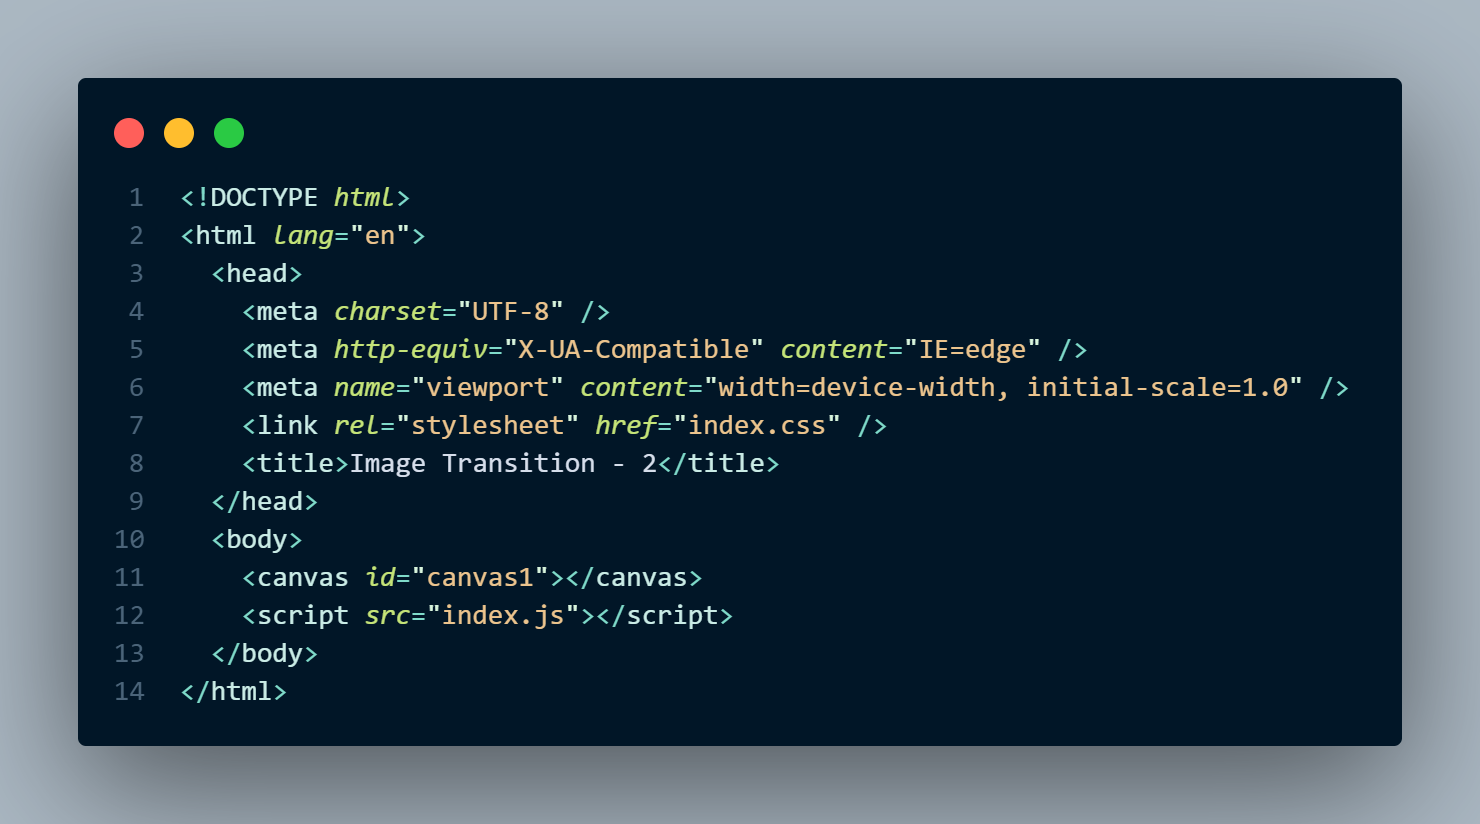 1 <!DOCTYPE html>
2 <html lang="en">
3   <head>
4     <meta charset="UTF-8" />
5     <meta http-equiv="X-UA-Compatible" content="IE=edge" />
6     <meta name="viewport" content="width=device-width, initial-scale=1.0" />
7     <link rel="stylesheet" href="index.css" />
8     <title>Image Transition - 2</title>
9   </head>
10   <body>
11     <canvas id="canvas1"></canvas>
12     <script src="index.js"></script>
13   </body>
14 </html>